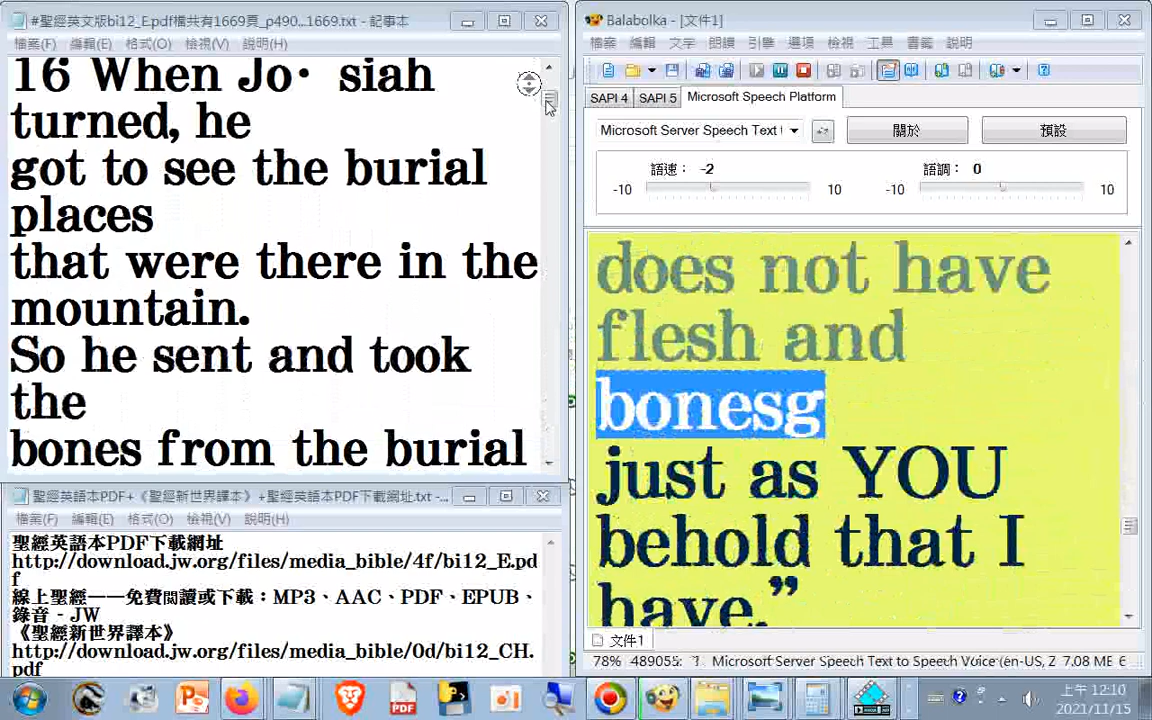 #聖經英文版bi12_E.pdf檔共有1669頁_p490...1669.txt - 記事本
檔案(F) 編輯(E) 格式(O) 檢視(V) 說明(H)
16 When Jo· siah
turned, he
got to see the burial
places
that were there in the
mountain.
So he sent and took
the
bones from the burial
聖經英語本PDF+《聖經新世界譯本》+聖經英語本PDF下載網址.txt -...
檔案(F) 編輯(E) 格式(O) 檢視(V) 說明(H)
聖經英語本PDF下載網址
http://download.jw.org/files/media_bible/4f/bi12_E.pd
f
線上聖經——免費閱讀或下載：MP3、AAC、PDF、EPUB、
錄音 - JW
《聖經新世界譯本》
http://download.jw.org/files/media_bible/0d/bi12_CH.
pdf
Balabolka - [文件1]
檔案 編輯 文字 朗讀 引擎 選項 檢視 工具 書籤 說明
SAPI 4 SAPI 5 Microsoft Speech Platform
Microsoft Server Speech Text 關於 預設
語速： -2 語調： 0
-10 10 -10 10
does not have
flesh and
bonesg
just as YOU
behold that I
have.”
文件1
78% Microsoft Server Speech Text to Speech Voice (en-US, Z 7.08 MB 6
上午 12:10
2021/11/15